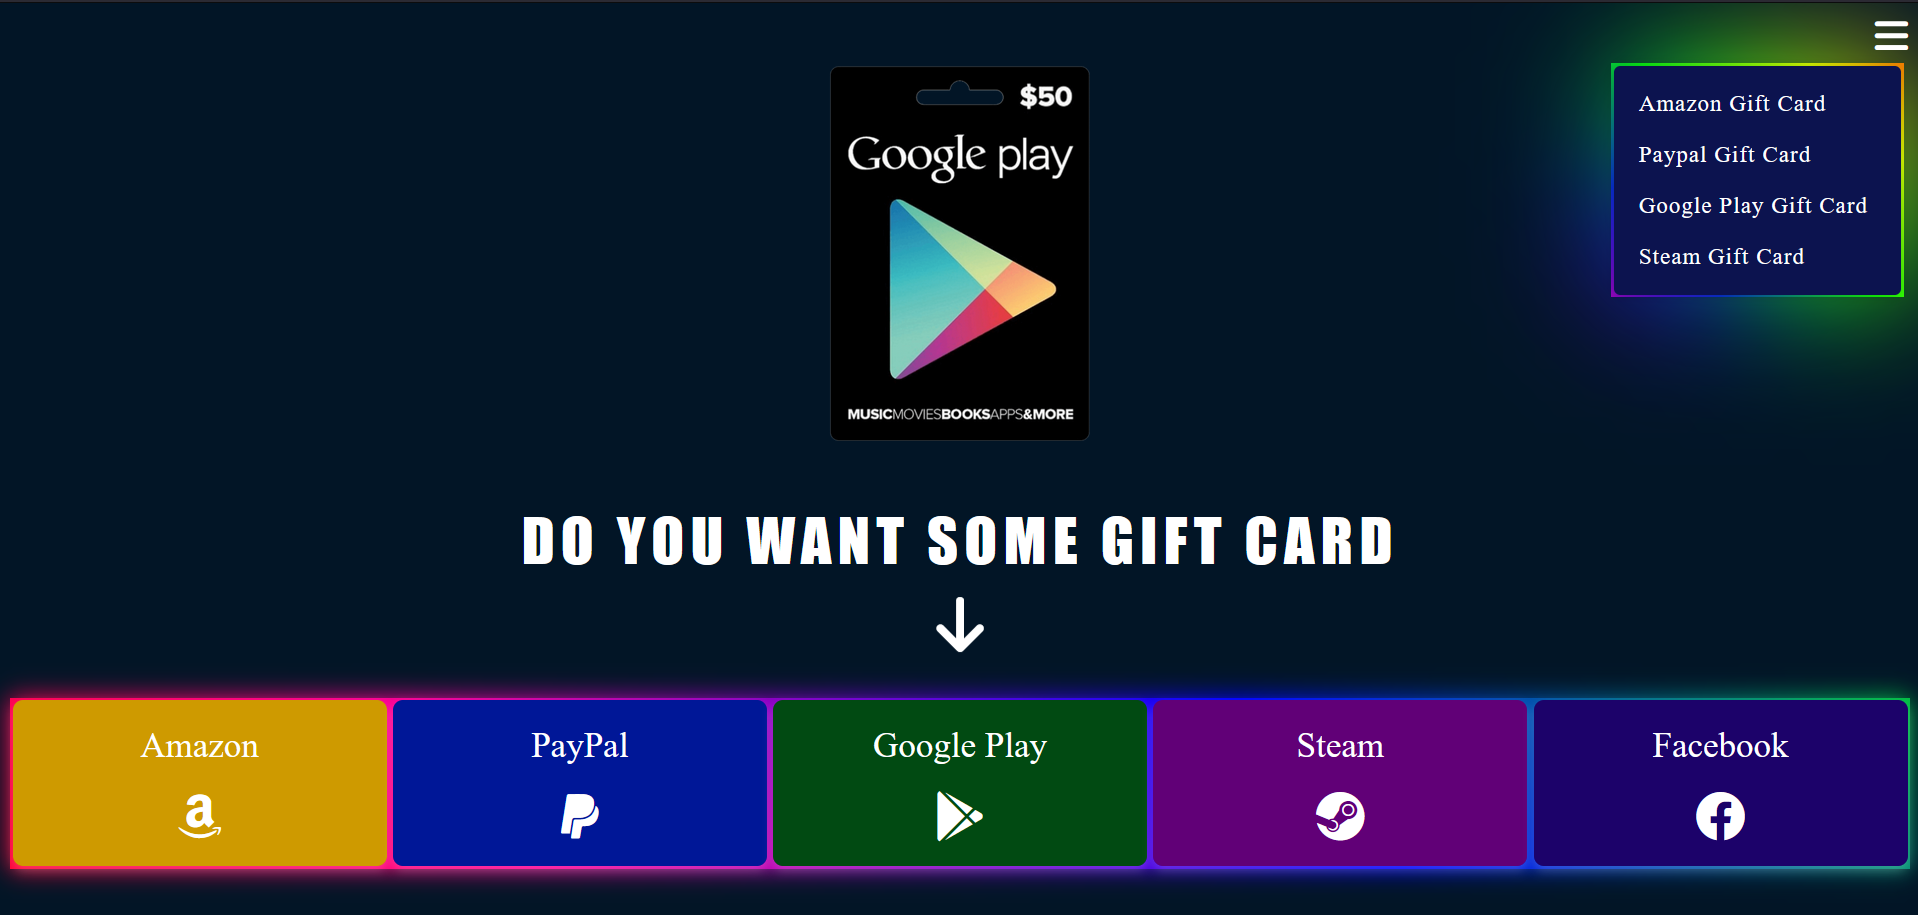 $50
Google play
MUSICMOVIESBOOKSAPPS&MORE
Amazon Gift Card
Paypal Gift Card
Google Play Gift Card
Steam Gift Card
DO YOU WANT SOME GIFT CARD
Amazon
PayPal
Google Play
Steam
Facebook